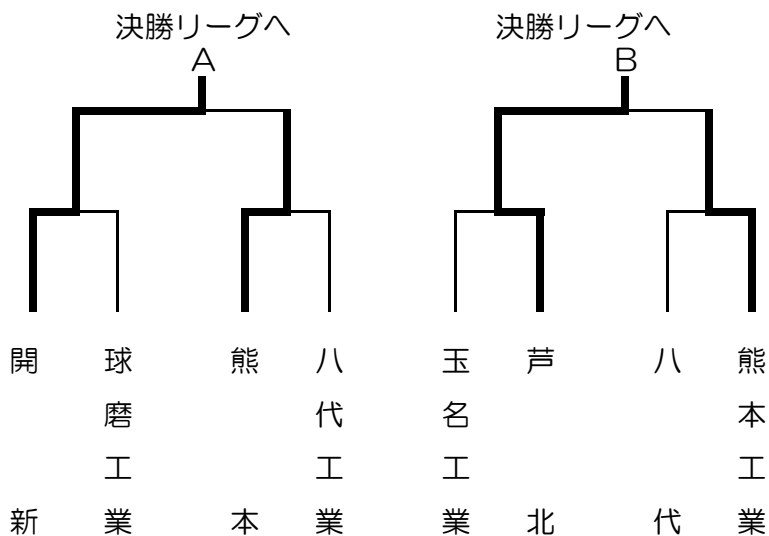 決勝リーグへ
A
決勝リーグへ
B
開新
球磨工業
熊本
八代工業
玉名工業
芦北
八代
熊本工業